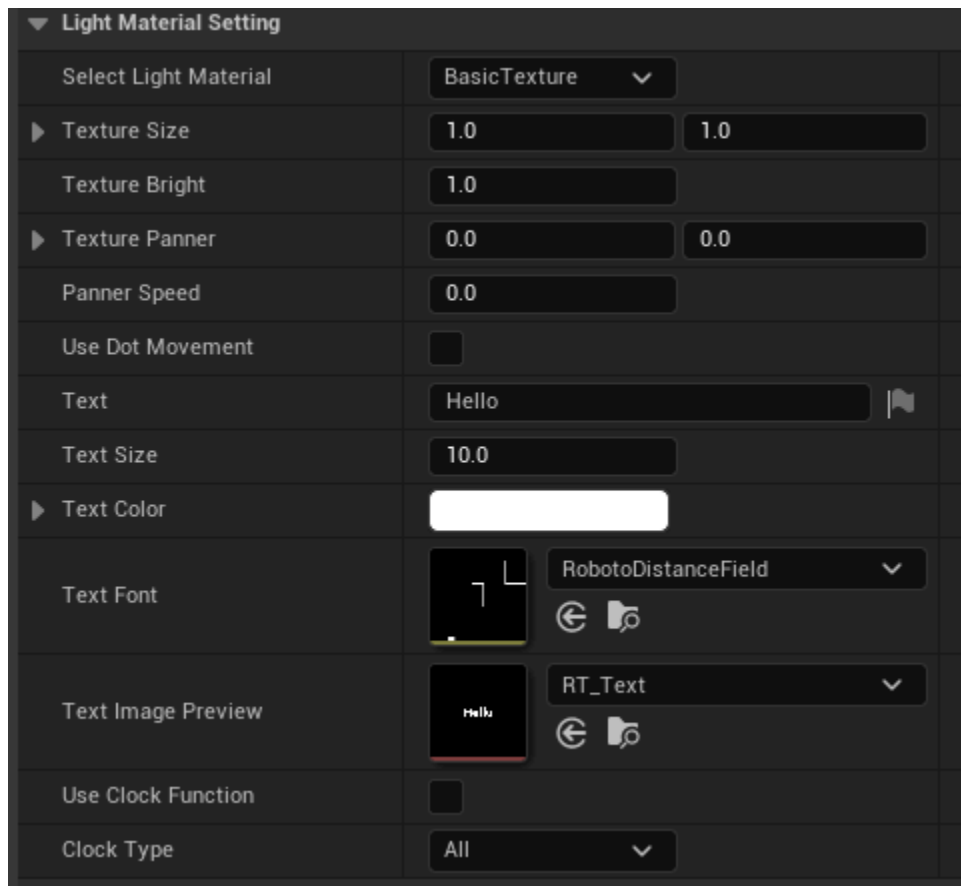 Light Material Setting
Select Light Material BasicTexture
Texture Size 1.0 1.0
Texture Bright 1.0
Texture Panner 0.0 0.0
Panner Speed 0.0
Use Dot Movement
Text Hello
Text Size 10.0
Text Color
Text Font RobotoDistanceField
Text Image Preview Hello RT_Text
Use Clock Function
Clock Type All